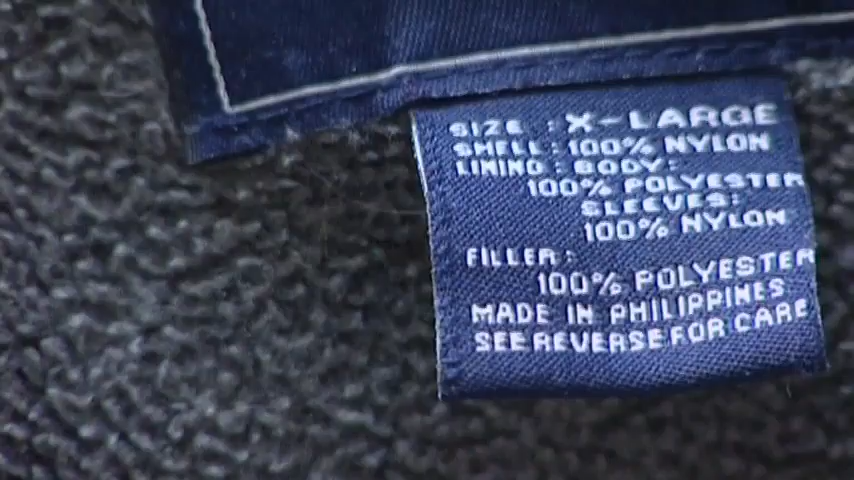 SIZE : X-LARGE
SHELL : 100% NYLON
LINING : BODY:
100% POLYESTER
SLEEVES:
100% NYLON
FILLER:
100% POLYESTER
MADE IN PHILIPPINES
SEE REVERSE FOR CARE